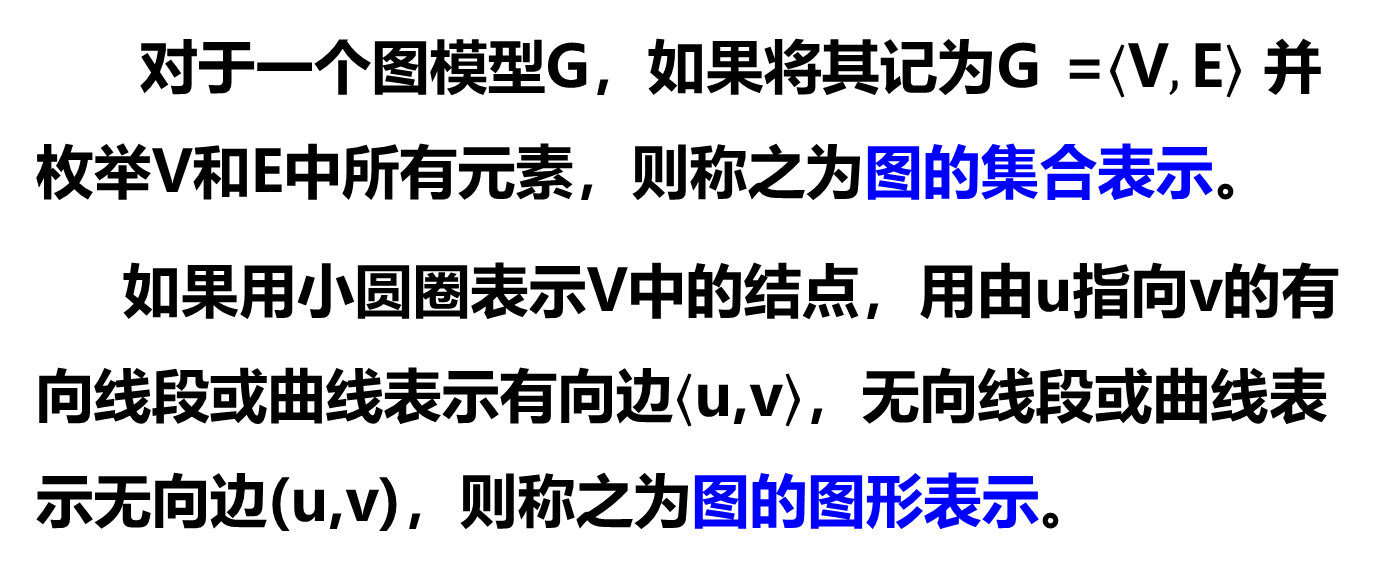 对于一个图模型G，如果将其记为G =⟨V, E⟩ 并
枚举V和E中所有元素，则称之为图的集合表示。
如果用小圆圈表示V中的结点，用由u指向v的有
向线段或曲线表示有向边⟨u,v⟩，无向线段或曲线表
示无向边(u,v)，则称之为图的图形表示。